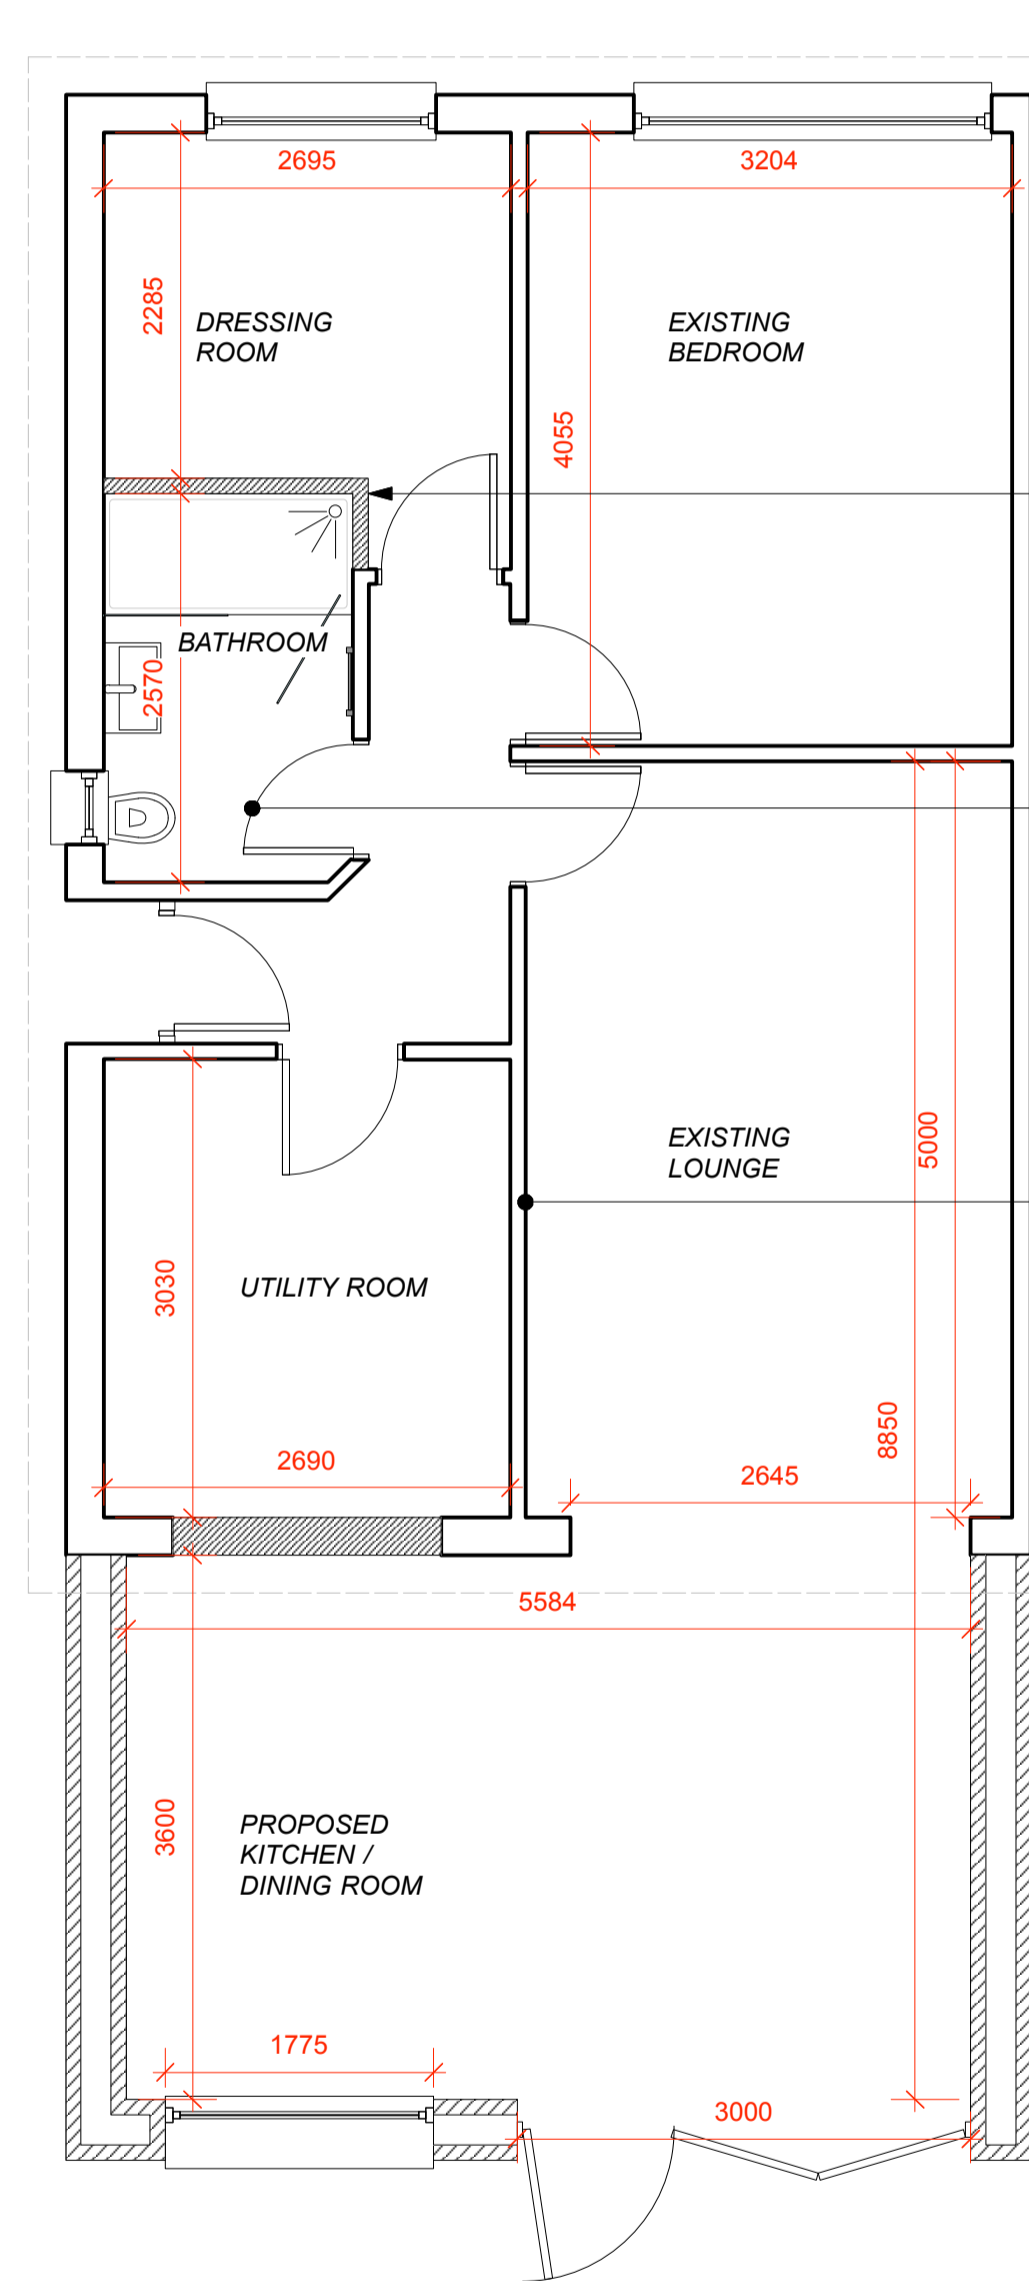 2695
3204
2285
DRESSING
ROOM
EXISTING
BEDROOM
4055
BATHROOM
2570
EXISTING
LOUNGE
5000
UTILITY ROOM
3030
8850
2690
2645
5584
PROPOSED
KITCHEN /
DINING ROOM
3600
1775
3000